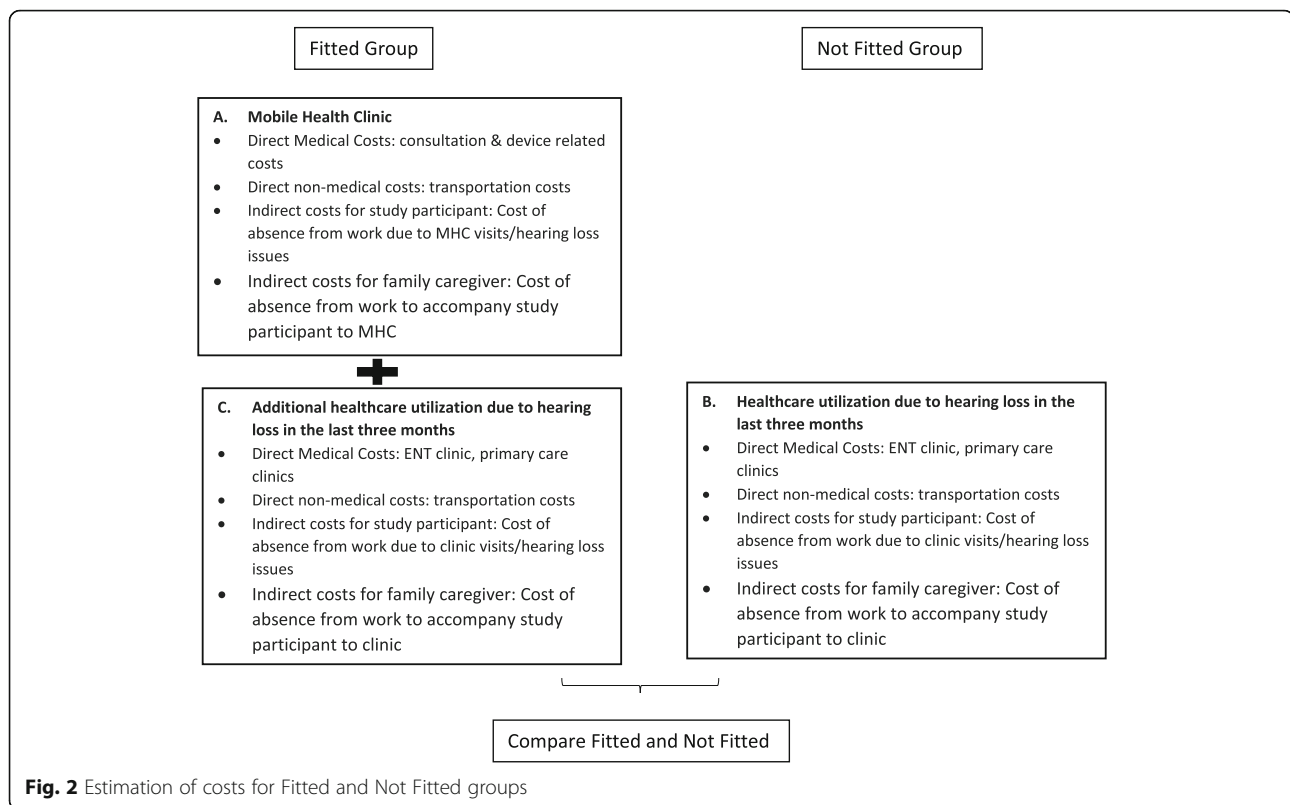 Fitted Group
Not Fitted Group
A. Mobile Health Clinic
• Direct Medical Costs: consultation & device related
costs
• Direct non-medical costs: transportation costs
• Indirect costs for study participant: Cost of
absence from work due to MHC visits/hearing loss
issues
• Indirect costs for family caregiver: Cost of
absence from work to accompany study
participant to MHC
C. Additional healthcare utilization due to hearing
loss in the last three months
• Direct Medical Costs: ENT clinic, primary care
clinics
• Direct non-medical costs: transportation costs
• Indirect costs for study participant: Cost of
absence from work due to clinic visits/hearing loss
issues
• Indirect costs for family caregiver: Cost of
absence from work to accompany study
participant to clinic
B. Healthcare utilization due to hearing loss in the
last three months
• Direct Medical Costs: ENT clinic, primary care
clinics
• Direct non-medical costs: transportation costs
• Indirect costs for study participant: Cost of
absence from work due to clinic visits/hearing loss
issues
• Indirect costs for family caregiver: Cost of
absence from work to accompany study
participant to clinic
Compare Fitted and Not Fitted
Fig. 2 Estimation of costs for Fitted and Not Fitted groups